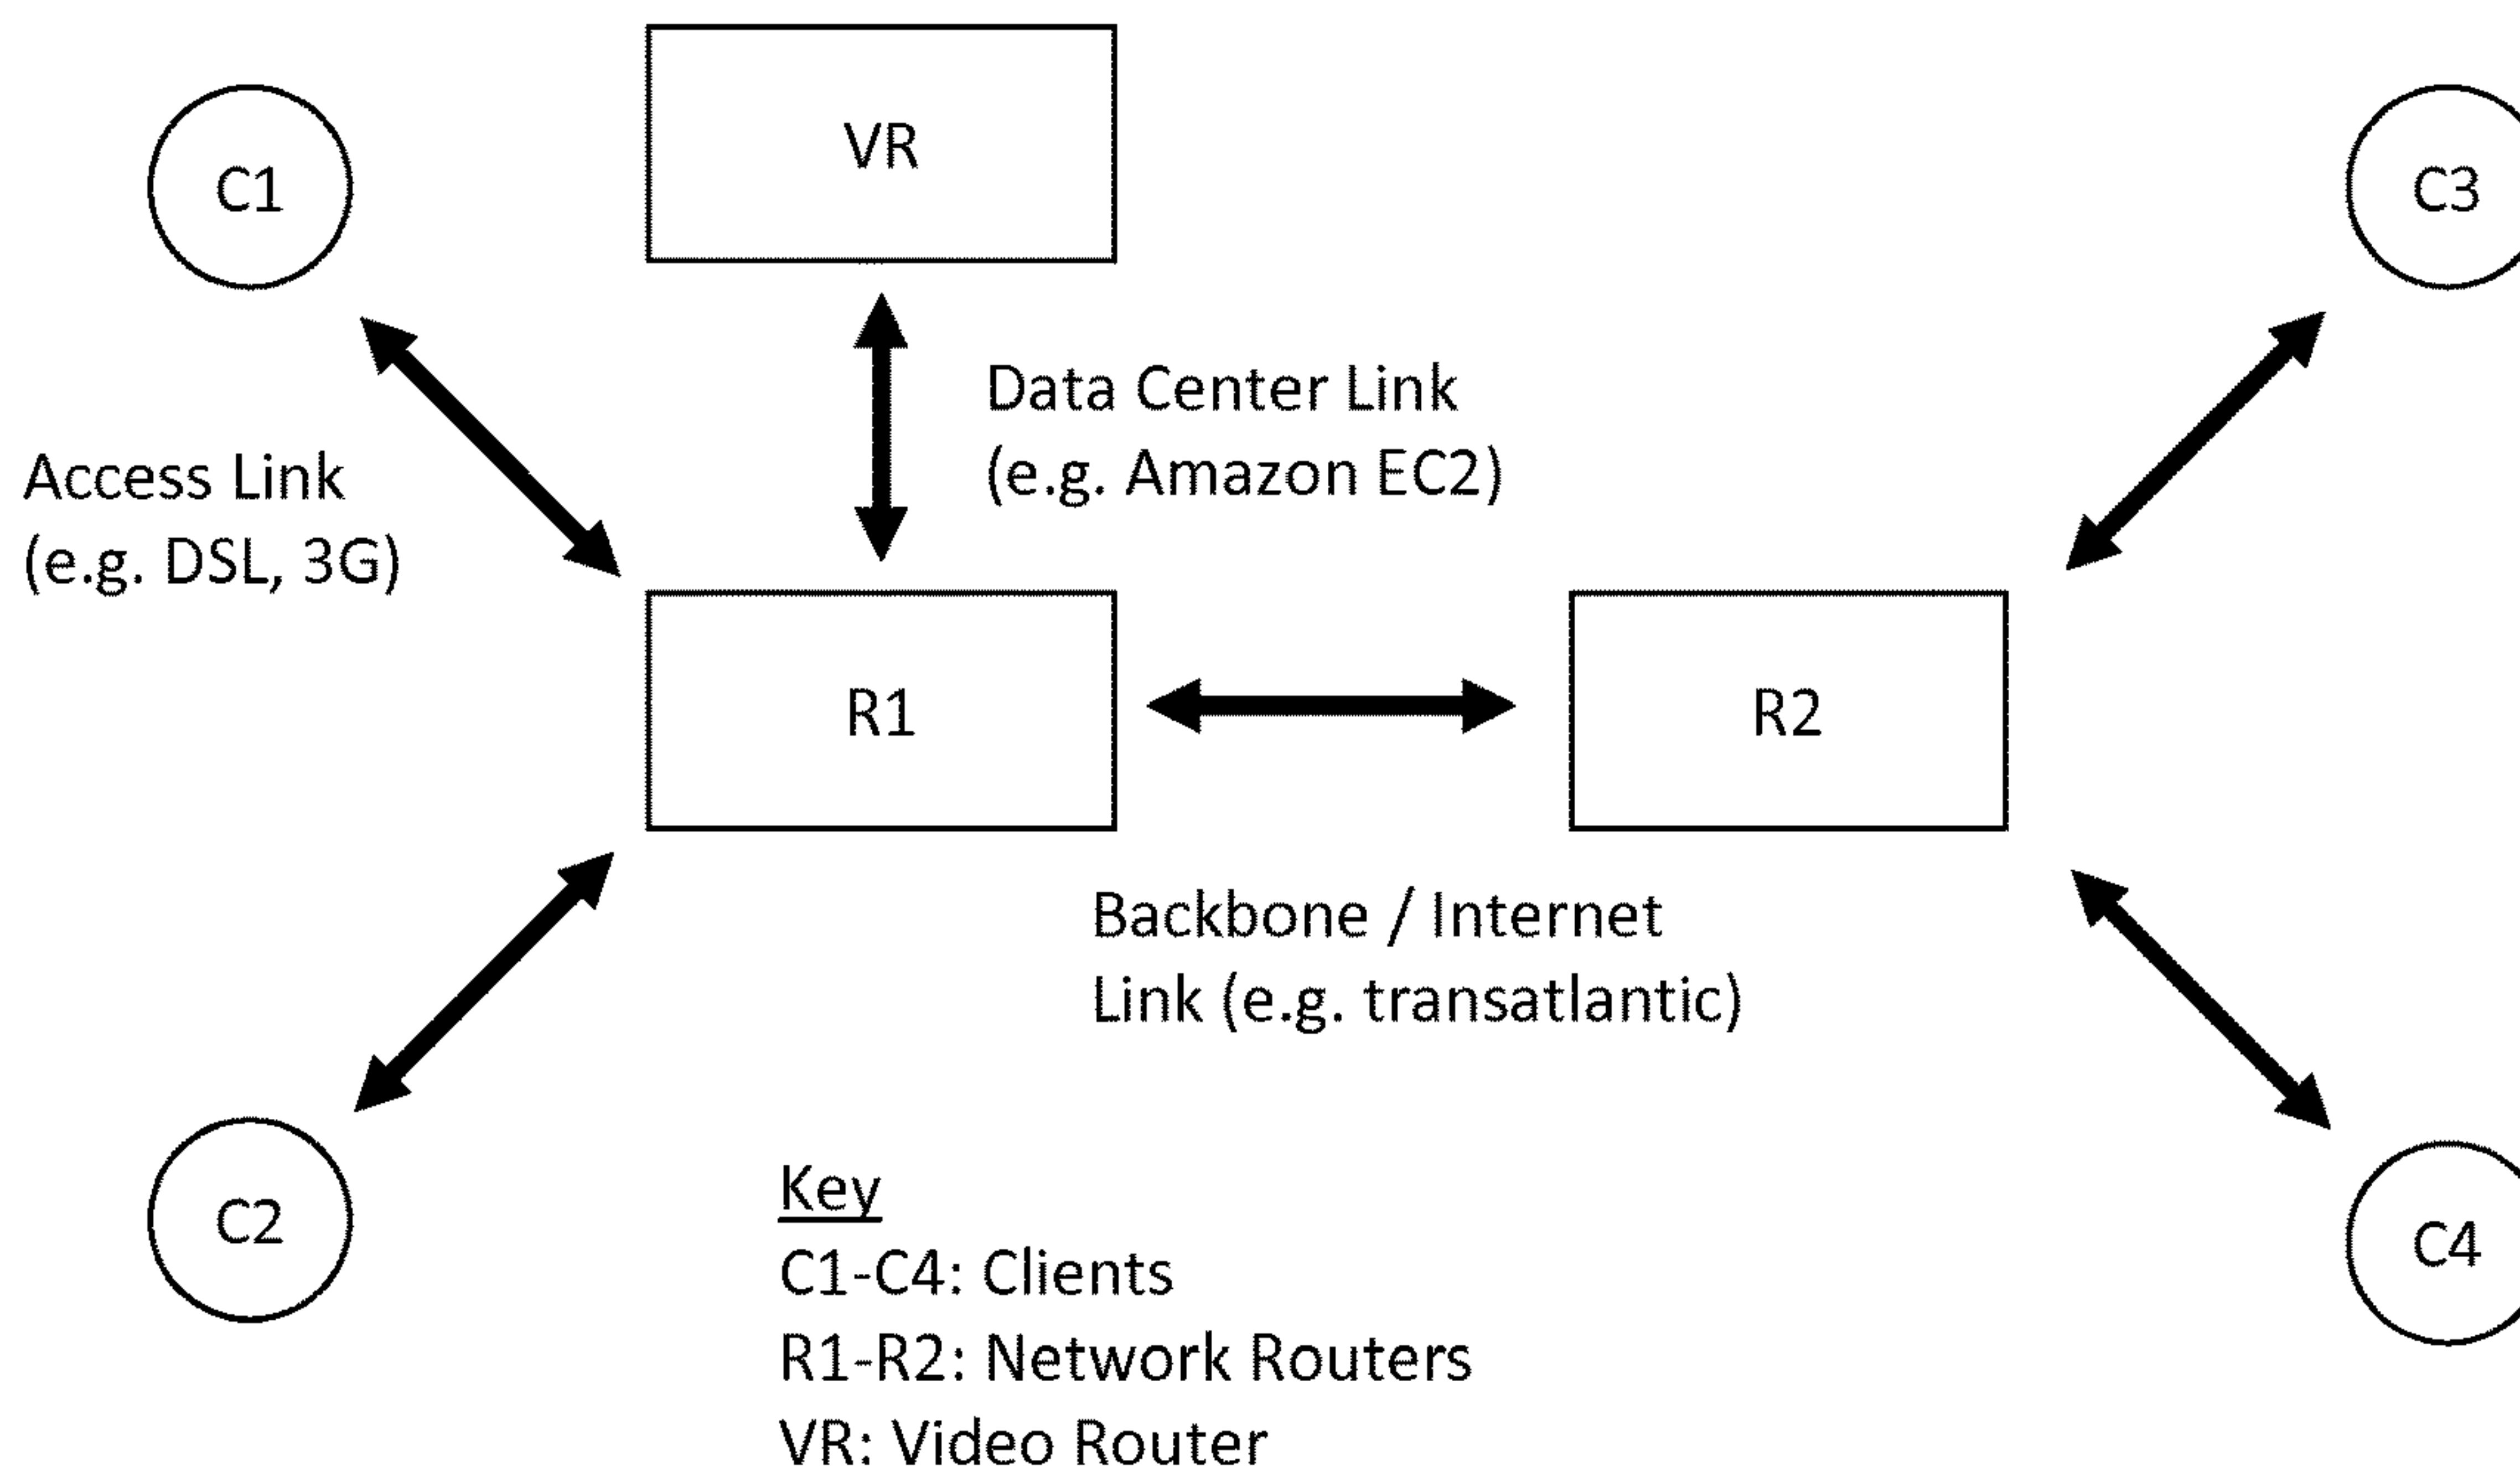 VR
C1
C3
Data Center Link
(e.g. Amazon EC2)
Access Link
(e.g. DSL, 3G)
R1
R2
Backbone / Internet
Link (e.g. transatlantic)
C2
C4
Key
C1-C4: Clients
R1-R2: Network Routers
VR: Video Router